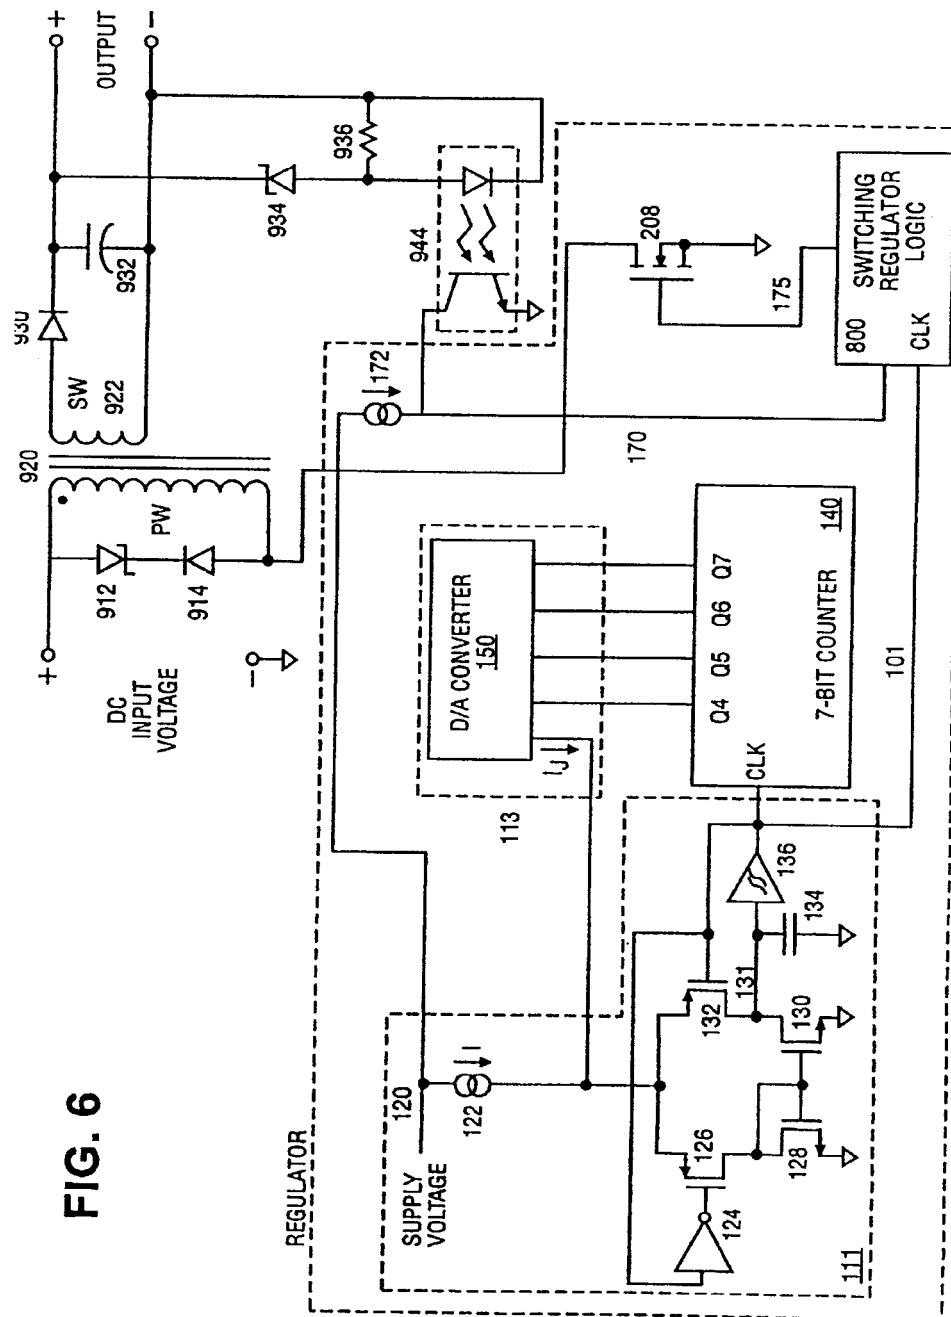 FIG. 6
REGULATOR
SUPPLY
VOLTAGE
120
122
I
124
126
128
130
131
132
134
136
111
113
D/A CONVERTER
150
IJ
CLK
Q4
Q5
Q6
Q7
7-BIT COUNTER
140
101
170
172
175
208
800
SWITCHING
REGULATOR
LOGIC
CLK
DC
INPUT
VOLTAGE
+
-
912
914
PW
920
SW
922
930
932
934
936
944
+
OUTPUT
-